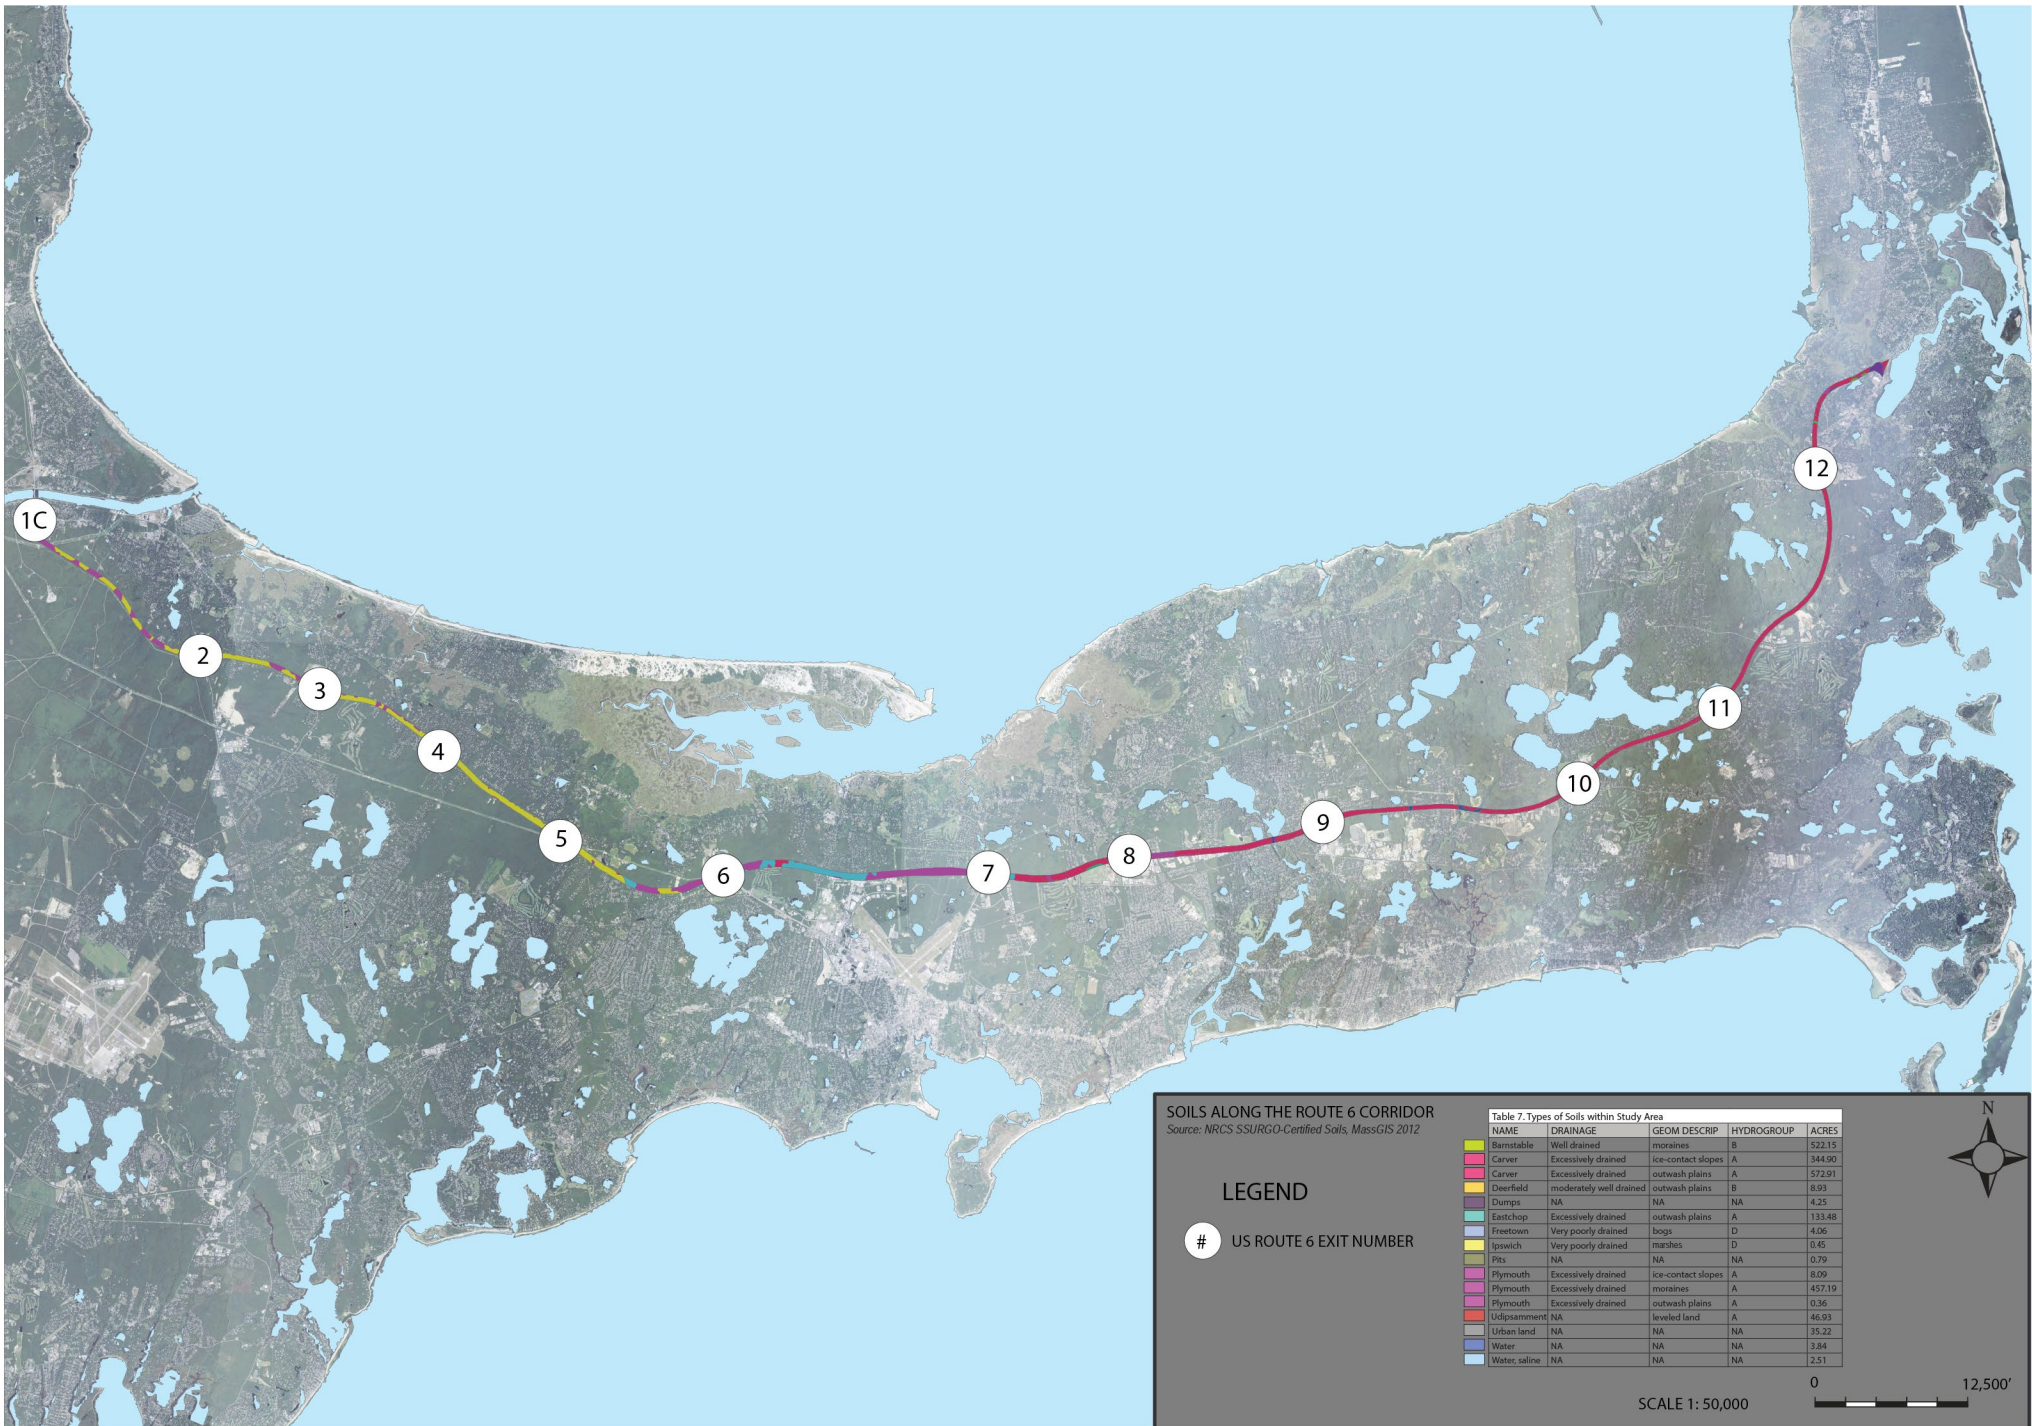 1C
2
3
4
5
6
7
8
9
10
11
12
SOILS ALONG THE ROUTE 6 CORRIDOR
Source: NRCS SSURGO-Certified Soils, MassGIS 2012
LEGEND
# US ROUTE 6 EXIT NUMBER
Table 7. Types of Soils within Study Area
NAME DRAINAGE GEOM DESCRIP HYDROGROUP ACRES
Barnstable Well drained moraines B 522.15
Carver Excessively drained ice-contact slopes A 344.90
Carver Excessively drained outwash plains A 572.91
Deerfield moderately well drained outwash plains B 8.93
Dumps NA NA NA 4.25
Eastchop Excessively drained outwash plains A 133.48
Freetown Very poorly drained bogs D 4.06
Ipswich Very poorly drained marshes D 0.45
Pits NA NA NA 0.79
Plymouth Excessively drained ice-contact slopes A 8.09
Plymouth Excessively drained moraines A 457.19
Plymouth Excessively drained outwash plains A 0.36
Udipsamment NA leveled land A 46.93
Urban land NA NA NA 35.22
Water NA NA NA 3.84
Water, saline NA NA NA 2.51
N
0 12,500'
SCALE 1: 50,000